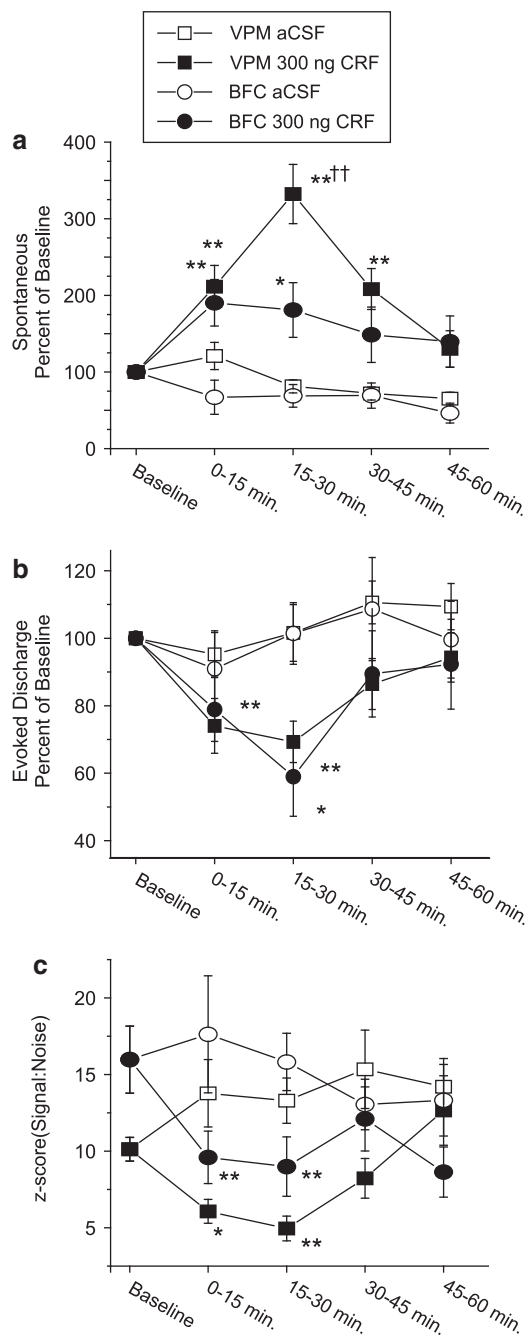 VPM aCSF
VPM 300 ng CRF
BFC aCSF
BFC 300 ng CRF
a
Spontaneous
Percent of Baseline
400
300
200
100
0
**
**
**††
*
**
Baseline
0-15 min.
15-30 min.
30-45 min.
45-60 min.
b
Evoked Discharge
Percent of Baseline
120
100
80
60
40
**
**
*
Baseline
0-15 min.
15-30 min.
30-45 min.
45-60 min.
c
z-score(Signal:Noise)
20
15
10
5
**
*
**
**
Baseline
0-15 min.
15-30 min.
30-45 min.
45-60 min.